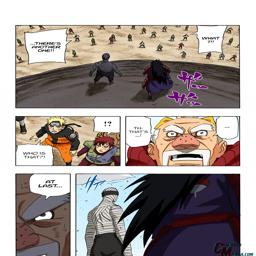 WHAT?!
...THERE'S
ANOTHER
ONE!!
!?
WHO IS
THAT?!
TH-
THAT'S
AT
LAST...